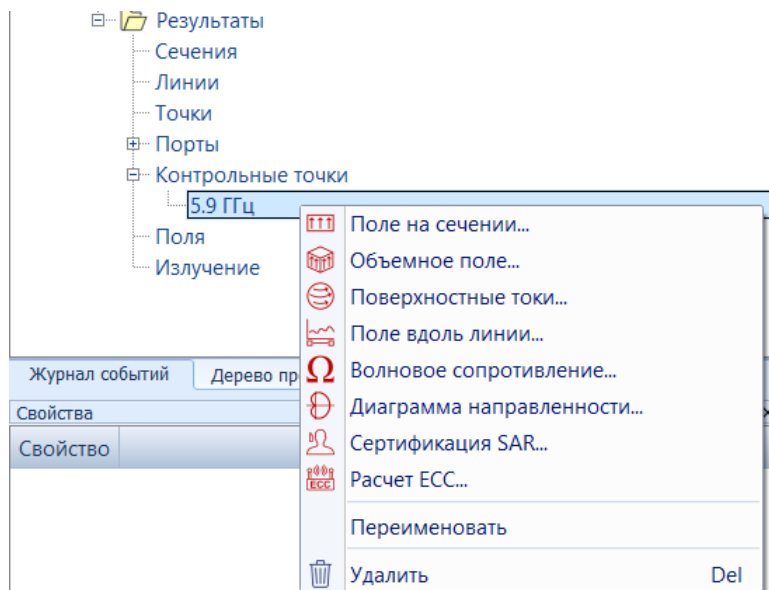 Результаты
Сечения
Линии
Точки
Порты
Контрольные точки
5.9 ГГц
Поля
Излучение
Поле на сечении...
Объемное поле...
Поверхностные токи...
Поле вдоль линии...
Ω Волновое сопротивление...
Диаграмма направленности...
Сертификация SAR...
ECC Расчет ECC...
Переименовать
Удалить Del
Журнал событий
Дерево пр
Свойства
Свойство